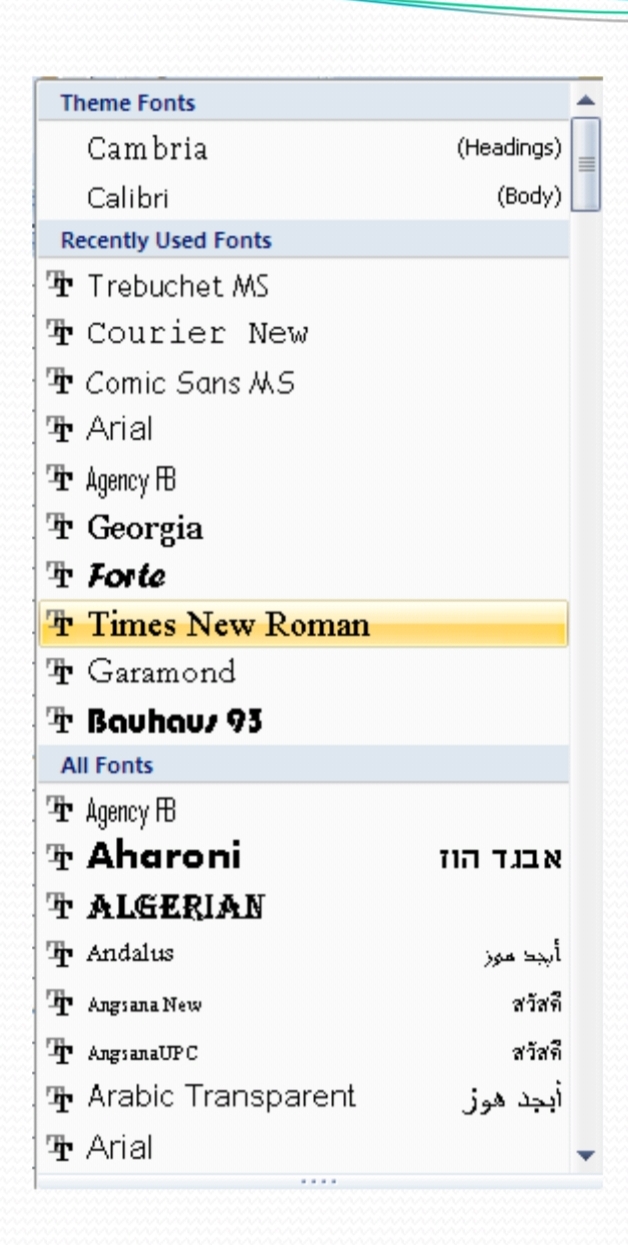 Theme Fonts
Cambria (Headings)
Calibri (Body)
Recently Used Fonts
Trebuchet MS
Courier New
Comic Sans MS
Arial
Agency FB
Georgia
Forte
Times New Roman
Garamond
Bauhaus 93
All Fonts
Agency FB
Aharoni אבגד הוז
ALGERIAN
Andalus أبجد هوز
Angsana New สวัสดี
AngsanaUPC สวัสดี
Arabic Transparent أبجد هوز
Arial